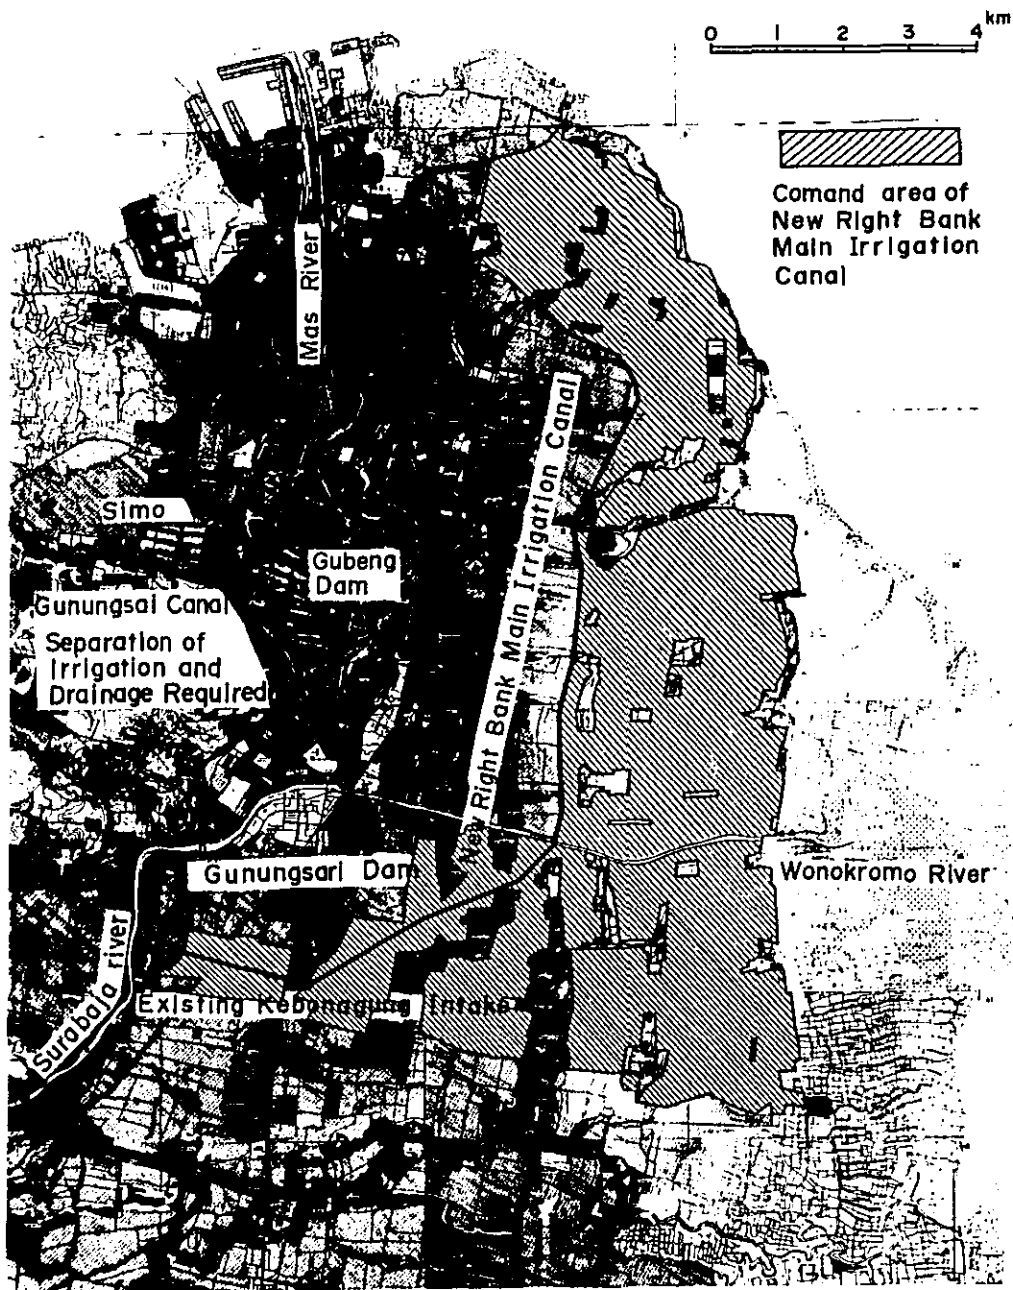 km
0 1 2 3 4
Comand area of
New Right Bank
Main Irrigation
Canal
Mas River
New Right Bank Main Irrigation Canal
Simo
Gubeng
Dam
Gunungsai Canal
Separation of
Irrigation and
Drainage Required
Gunungsari Dam
Wonokromo River
Surabaja river
Existing Kebonagung Intake